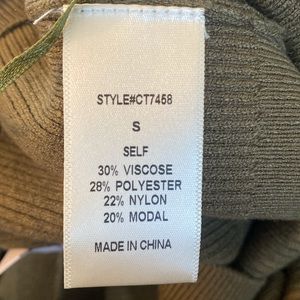 STYLE#CT7458
S
SELF
30% VISCOSE
28% POLYESTER
22% NYLON
20% MODAL
MADE IN CHINA